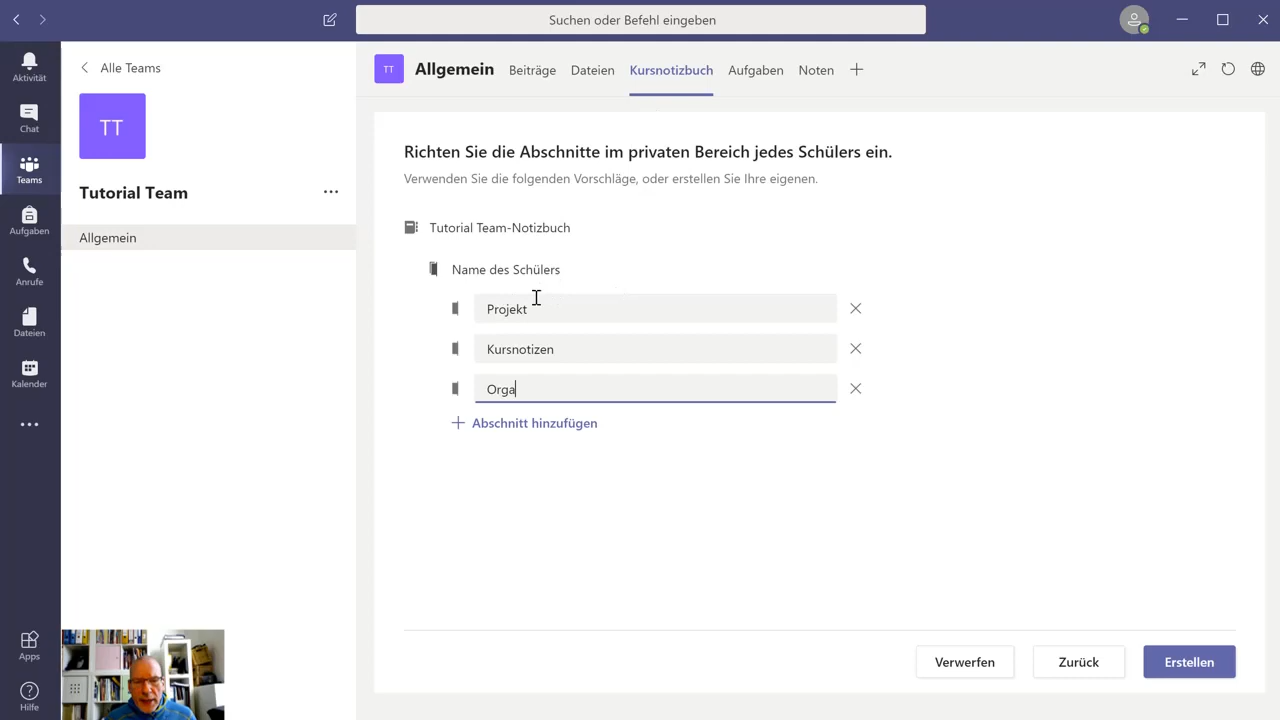 Suchen oder Befehl eingeben
Aktivität
Chat
Teams
Aufgaben
Anrufe
Dateien
Kalender
Apps
Hilfe
Alle Teams
TT
Tutorial Team
Allgemein
TT
Allgemein
Beiträge
Dateien
Kursnotizbuch
Aufgaben
Noten
Richten Sie die Abschnitte im privaten Bereich jedes Schülers ein.
Verwenden Sie die folgenden Vorschläge, oder erstellen Sie Ihre eigenen.
Tutorial Team-Notizbuch
Name des Schülers
Projekt
Kursnotizen
Orga
Abschnitt hinzufügen
Verwerfen
Zurück
Erstellen